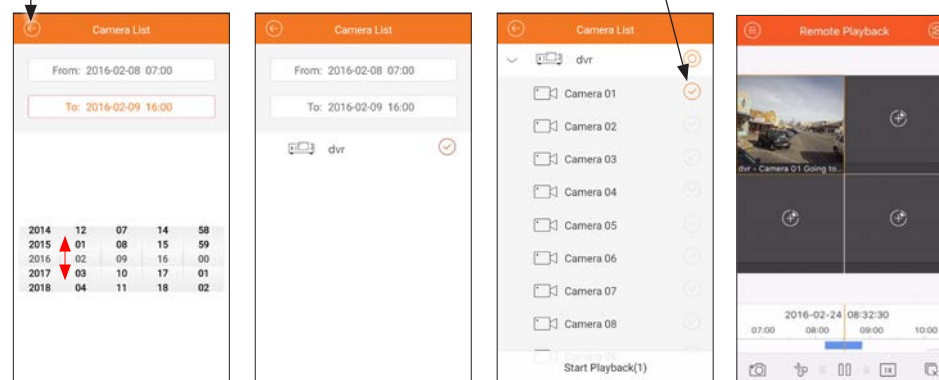 Camera List
From: 2016-02-08 07:00
To: 2016-02-09 16:00
2014 12 07 14 58
2015 01 08 15 59
2016 02 09 16 00
2017 03 10 17 01
2018 04 11 18 02
Camera List
From: 2016-02-08 07:00
To: 2016-02-09 16:00
dvr
Camera List
dvr
Camera 01
Camera 02
Camera 03
Camera 04
Camera 05
Camera 06
Camera 07
Camera 08
Start Playback(1)
Remote Playback
dvr - Camera 01 Going to...
2016-02-24 08:32:30
07:00 08:00 09:00 10:00
1X